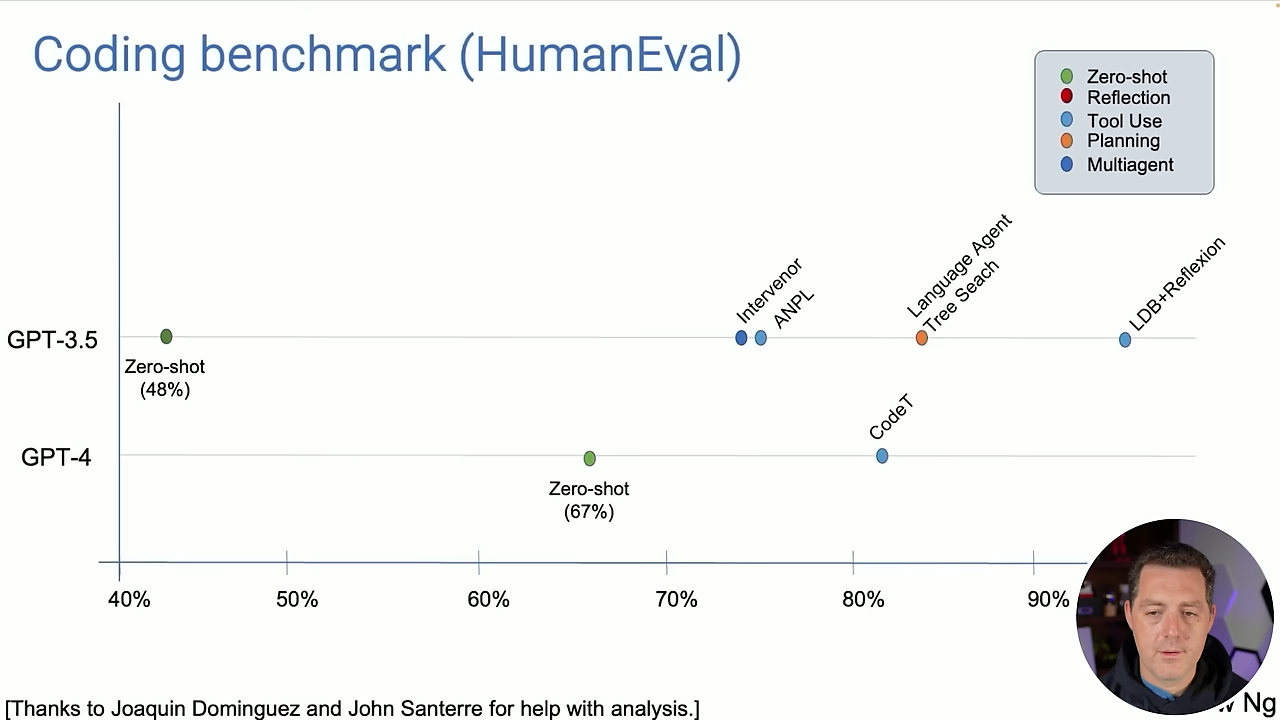 Coding benchmark (HumanEval)
Zero-shot
Reflection
Tool Use
Planning
Multiagent
Intervenor
ANPL
Language Agent
Tree Seach
LDB+Reflexion
GPT-3.5
Zero-shot
(48%)
CodeT
GPT-4
Zero-shot
(67%)
40%
50%
60%
70%
80%
90%
[Thanks to Joaquin Dominguez and John Santerre for help with analysis.]
Ng